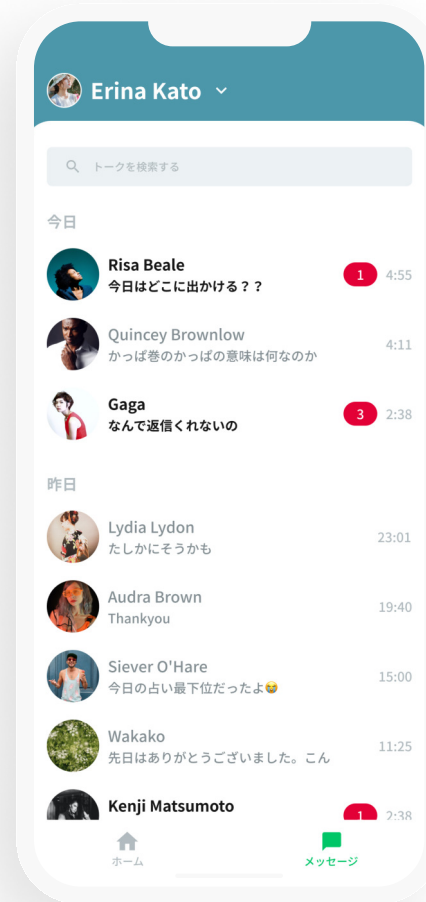 Erina Kato
トークを検索する
今日
Risa Beale
今日はどこに出かける？？
1 4:55
Quincey Brownlow
かっぱ巻のかっぱの意味は何なのか
4:11
Gaga
なんで返信くれないの
3 2:38
昨日
Lydia Lydon
たしかにそうかも
23:01
Audra Brown
Thankyou
19:40
Siever O'Hare
今日の占い最下位だったよ😭
15:00
Wakako
先日はありがとうございました。こん
11:25
Kenji Matsumoto
1 2:38
ホーム
メッセージ